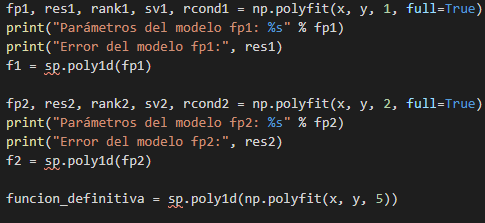 fp1, res1, rank1, sv1, rcond1 = np.polyfit(x, y, 1, full=True)
print("Parámetros del modelo fp1: %s" % fp1)
print("Error del modelo fp1:", res1)
f1 = sp.poly1d(fp1)
fp2, res2, rank2, sv2, rcond2 = np.polyfit(x, y, 2, full=True)
print("Parámetros del modelo fp2: %s" % fp2)
print("Error del modelo fp2:", res2)
f2 = sp.poly1d(fp2)
funcion_definitiva = sp.poly1d(np.polyfit(x, y, 5))